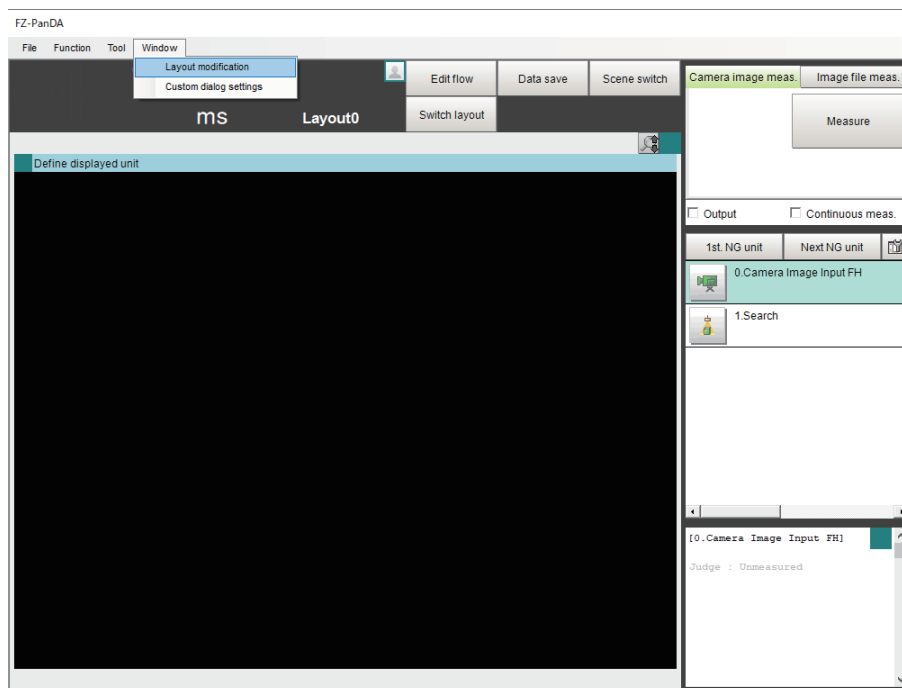 FZ-PanDA
File Function Tool Window
Layout modification
Custom dialog settings
ms Layout0
Edit flow Data save Scene switch
Switch layout
Camera image meas. Image file meas.
Measure
Output Continuous meas.
Define displayed unit
1st. NG unit Next NG unit
0.Camera Image Input FH
1.Search
[0.Camera Image Input FH]
Judge : Unmeasured